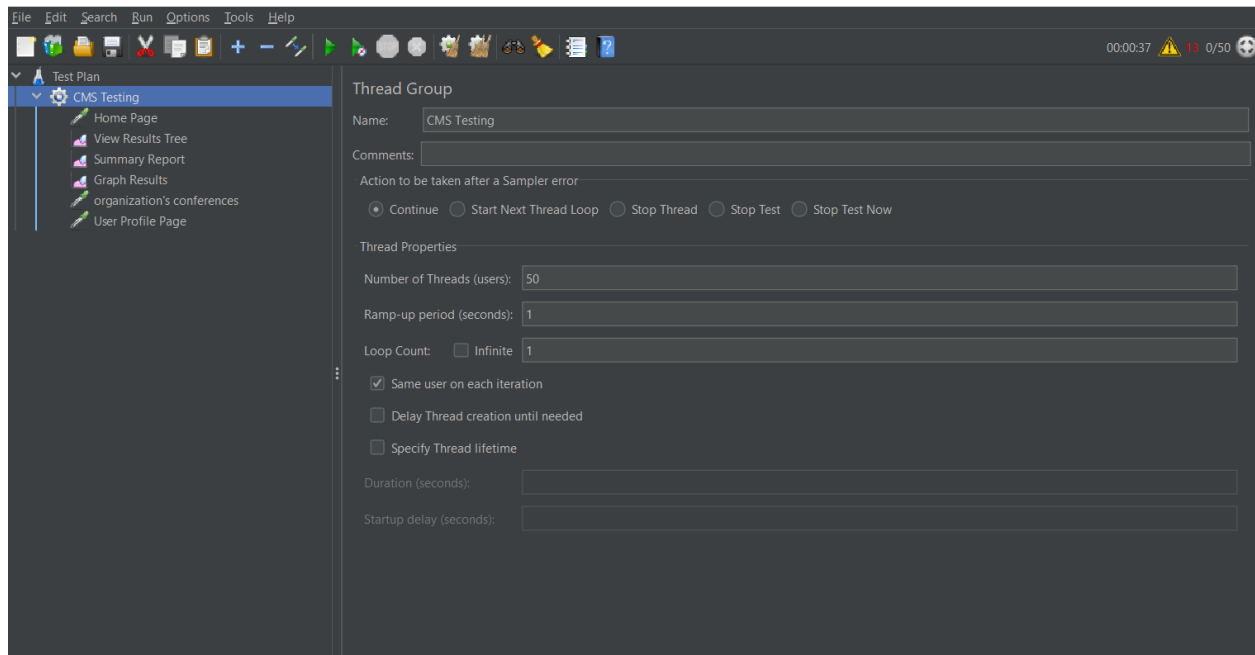 File Edit Search Run Options Tools Help
00:00:37 13 0/50
Test Plan
CMS Testing
Home Page
View Results Tree
Summary Report
Graph Results
organization's conferences
User Profile Page
Thread Group
Name: CMS Testing
Comments:
Action to be taken after a Sampler error
Continue Start Next Thread Loop Stop Thread Stop Test Stop Test Now
Thread Properties
Number of Threads (users): 50
Ramp-up period (seconds): 1
Loop Count: Infinite 1
Same user on each iteration
Delay Thread creation until needed
Specify Thread lifetime
Duration (seconds):
Startup delay (seconds):